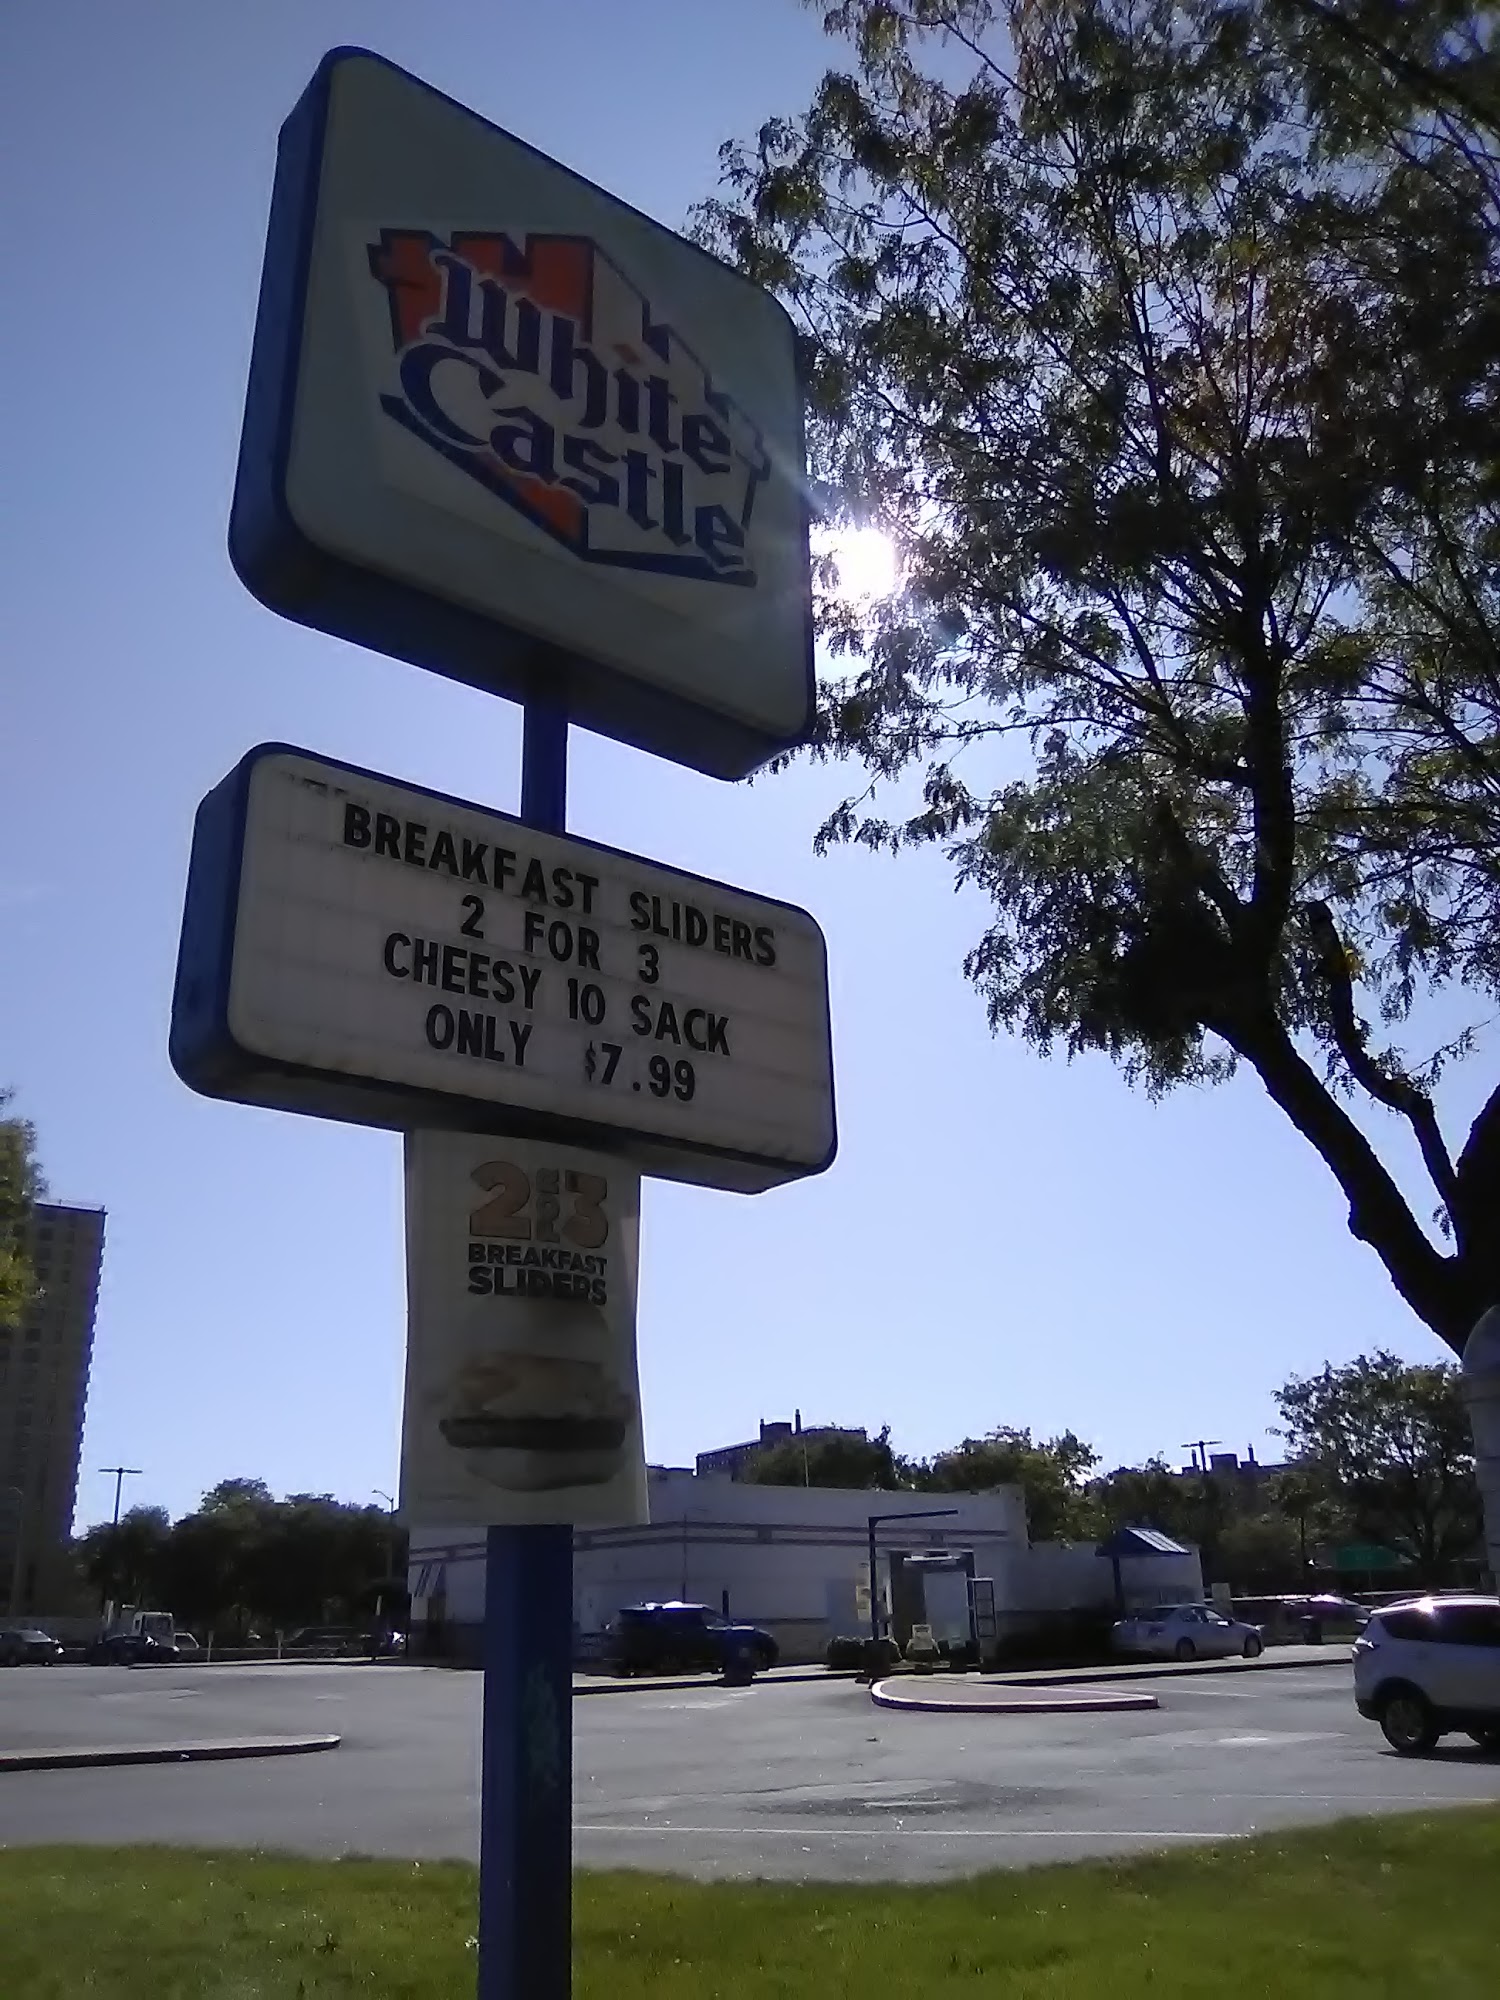 White
Castle
BREAKFAST SLIDERS
2 FOR 3
CHEESY 10 SACK
ONLY $7.99
2 FOR 3
BREAKFAST
SLIDERS